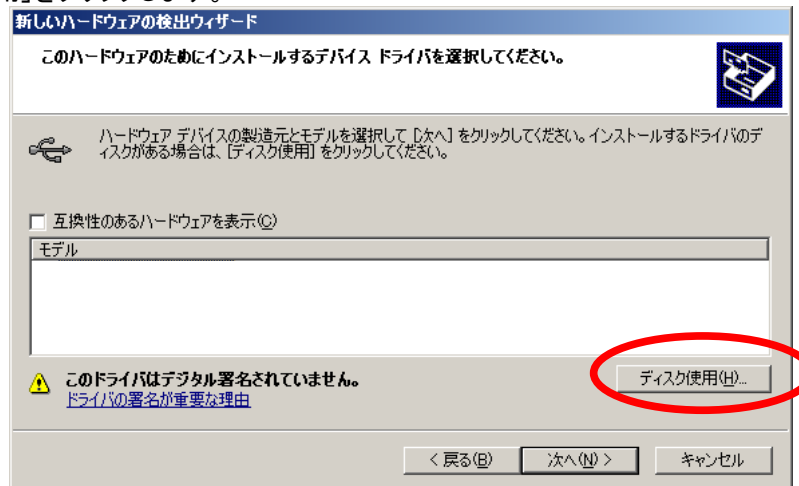 をクリックします。
新しいハードウェアの検出ウィザード
このハードウェアのためにインストールするデバイス ドライバを選択してください。
ハードウェア デバイスの製造元とモデルを選択して [次へ] をクリックしてください。インストールするドライバのデ
ィスクがある場合は、[ディスク使用] をクリックしてください。
互換性のあるハードウェアを表示(C)
モデル
このドライバはデジタル署名されていません。
ディスク使用(H)...
ドライバの署名が重要な理由
< 戻る(B)
次へ(N) >
キャンセル